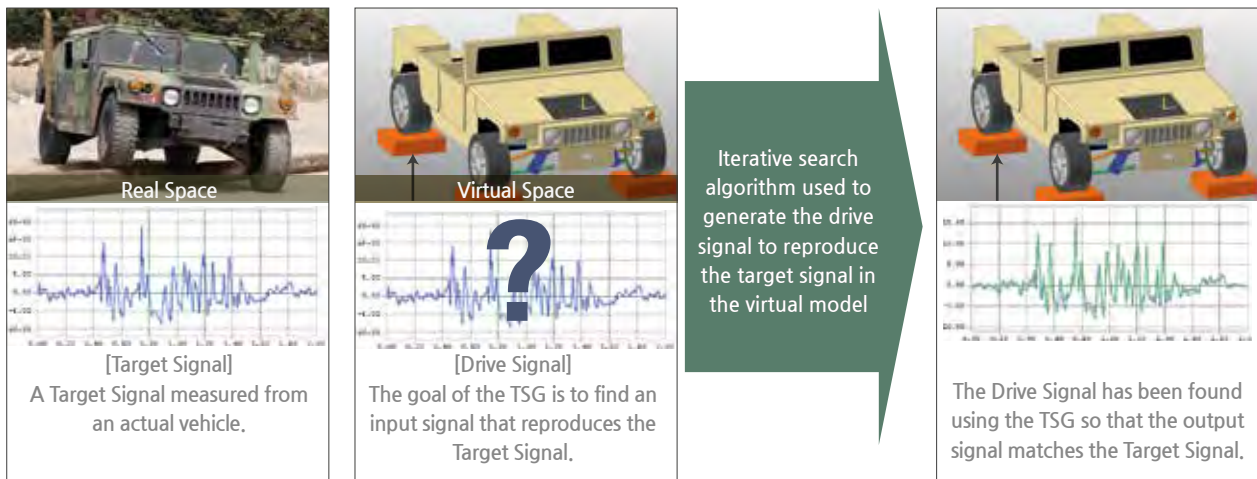 Real Space
[Target Signal]
A Target Signal measured from
an actual vehicle.
Virtual Space
?
[Drive Signal]
The goal of the TSG is to find an
input signal that reproduces the
Target Signal.
Iterative search
algorithm used to
generate the drive
signal to reproduce
the target signal in
the virtual model
The Drive Signal has been found
using the TSG so that the output
signal matches the Target Signal.